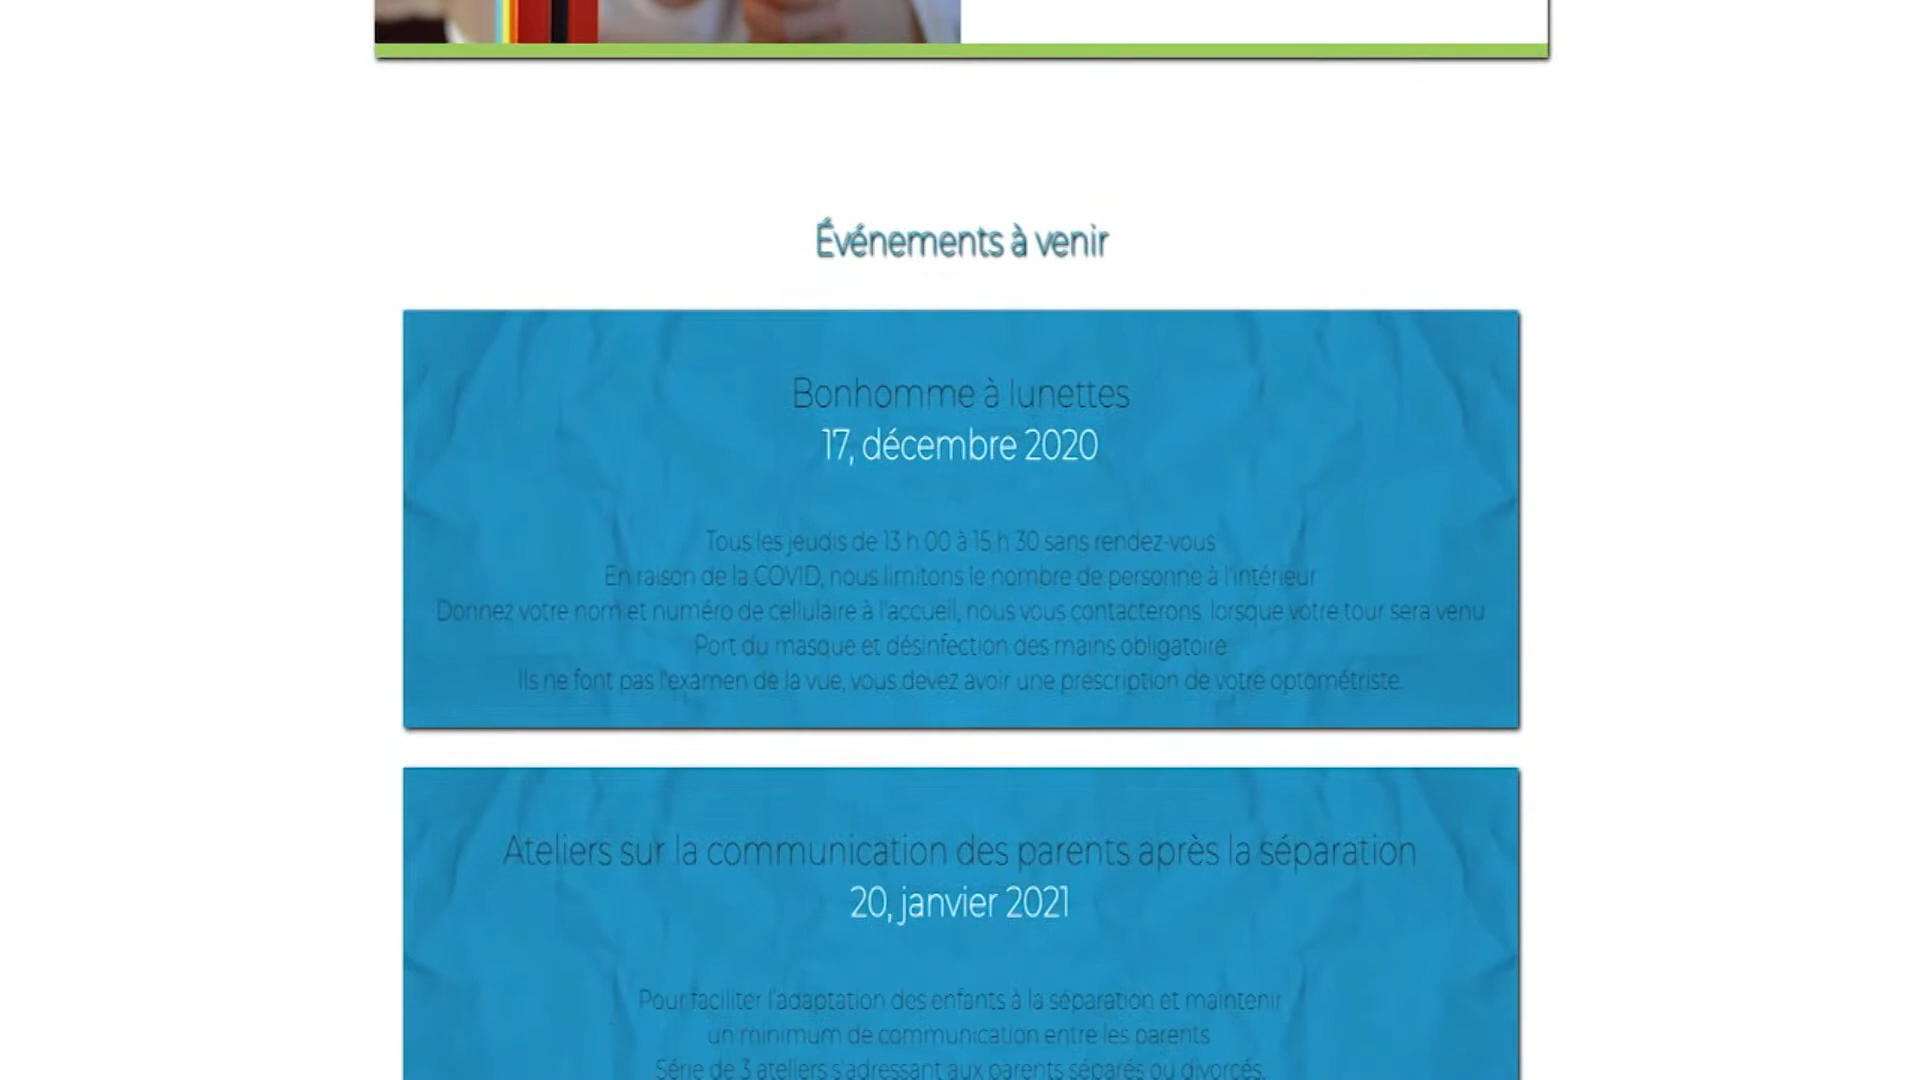 Événements à venir
Bonhomme à lunettes
17, décembre 2020
Tous les jeudis de 13 h 00 à 15 h 30 sans rendez-vous
En raison de la COVID, nous limitons le nombre de personne à l'intérieur
Donnez votre nom et numéro de cellulaire à l'accueil, nous vous contacterons lorsque votre tour sera venu
Port du masque et désinfection des mains obligatoire
Ils ne font pas l'examen de la vue, vous devez avoir une prescription de votre optométriste.
Ateliers sur la communication des parents après la séparation
20, janvier 2021
Pour faciliter l'adaptation des enfants à la séparation et maintenir
un minimum de communication entre les parents
Série de 3 ateliers s'adressant aux parents séparés ou divorcés.